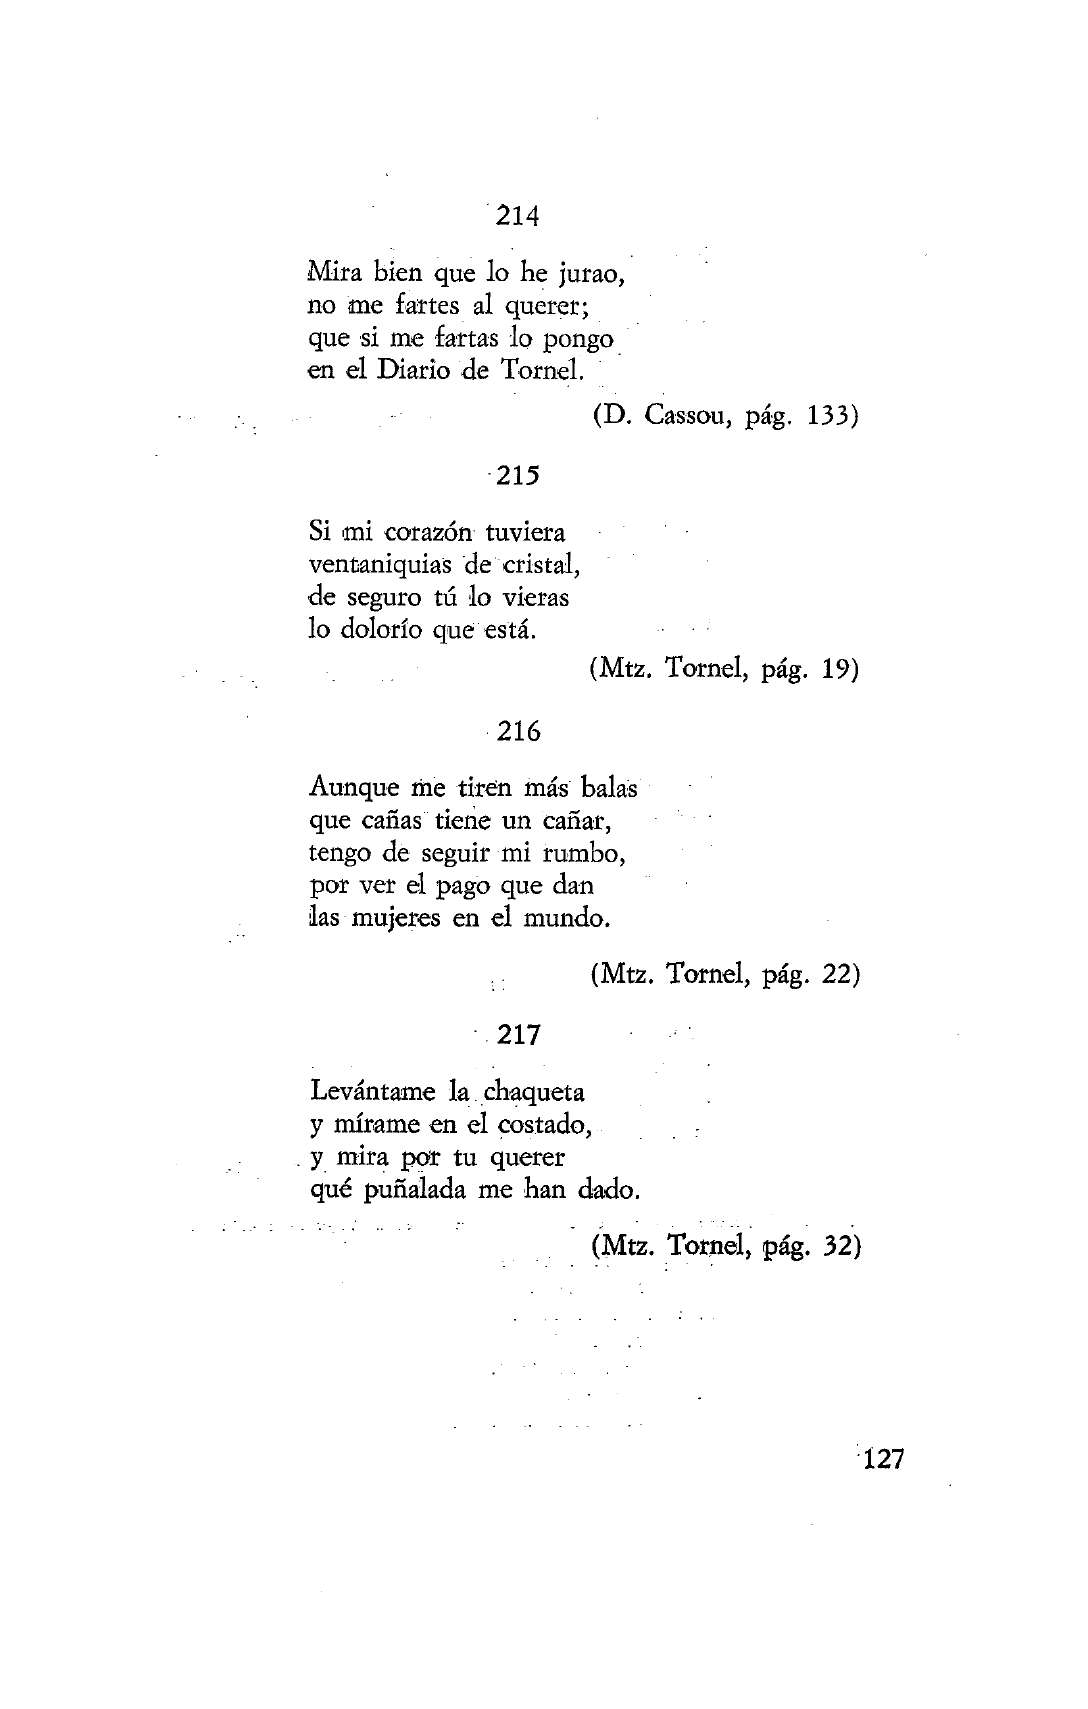 214
Mira bien que lo he jurao,
no me fartes al querer;
que si me fartas lo pongo
en el Diario de Tornel.
(D. Cassou, pág. 133)
215
Si mi corazón tuviera
ventaniquias de cristal,
de seguro tú lo vieras
lo dolorío que está.
(Mtz. Tornel, pág. 19)
216
Aunque me tiren más balas
que cañas tiene un cañar,
tengo de seguir mi rumbo,
por ver el pago que dan
las mujeres en el mundo.
(Mtz. Tornel, pág. 22)
217
Levántame la chaqueta
y mírame en el costado,
y mira por tu querer
qué puñalada me han dado.
(Mtz. Tornel, pág. 32)
127